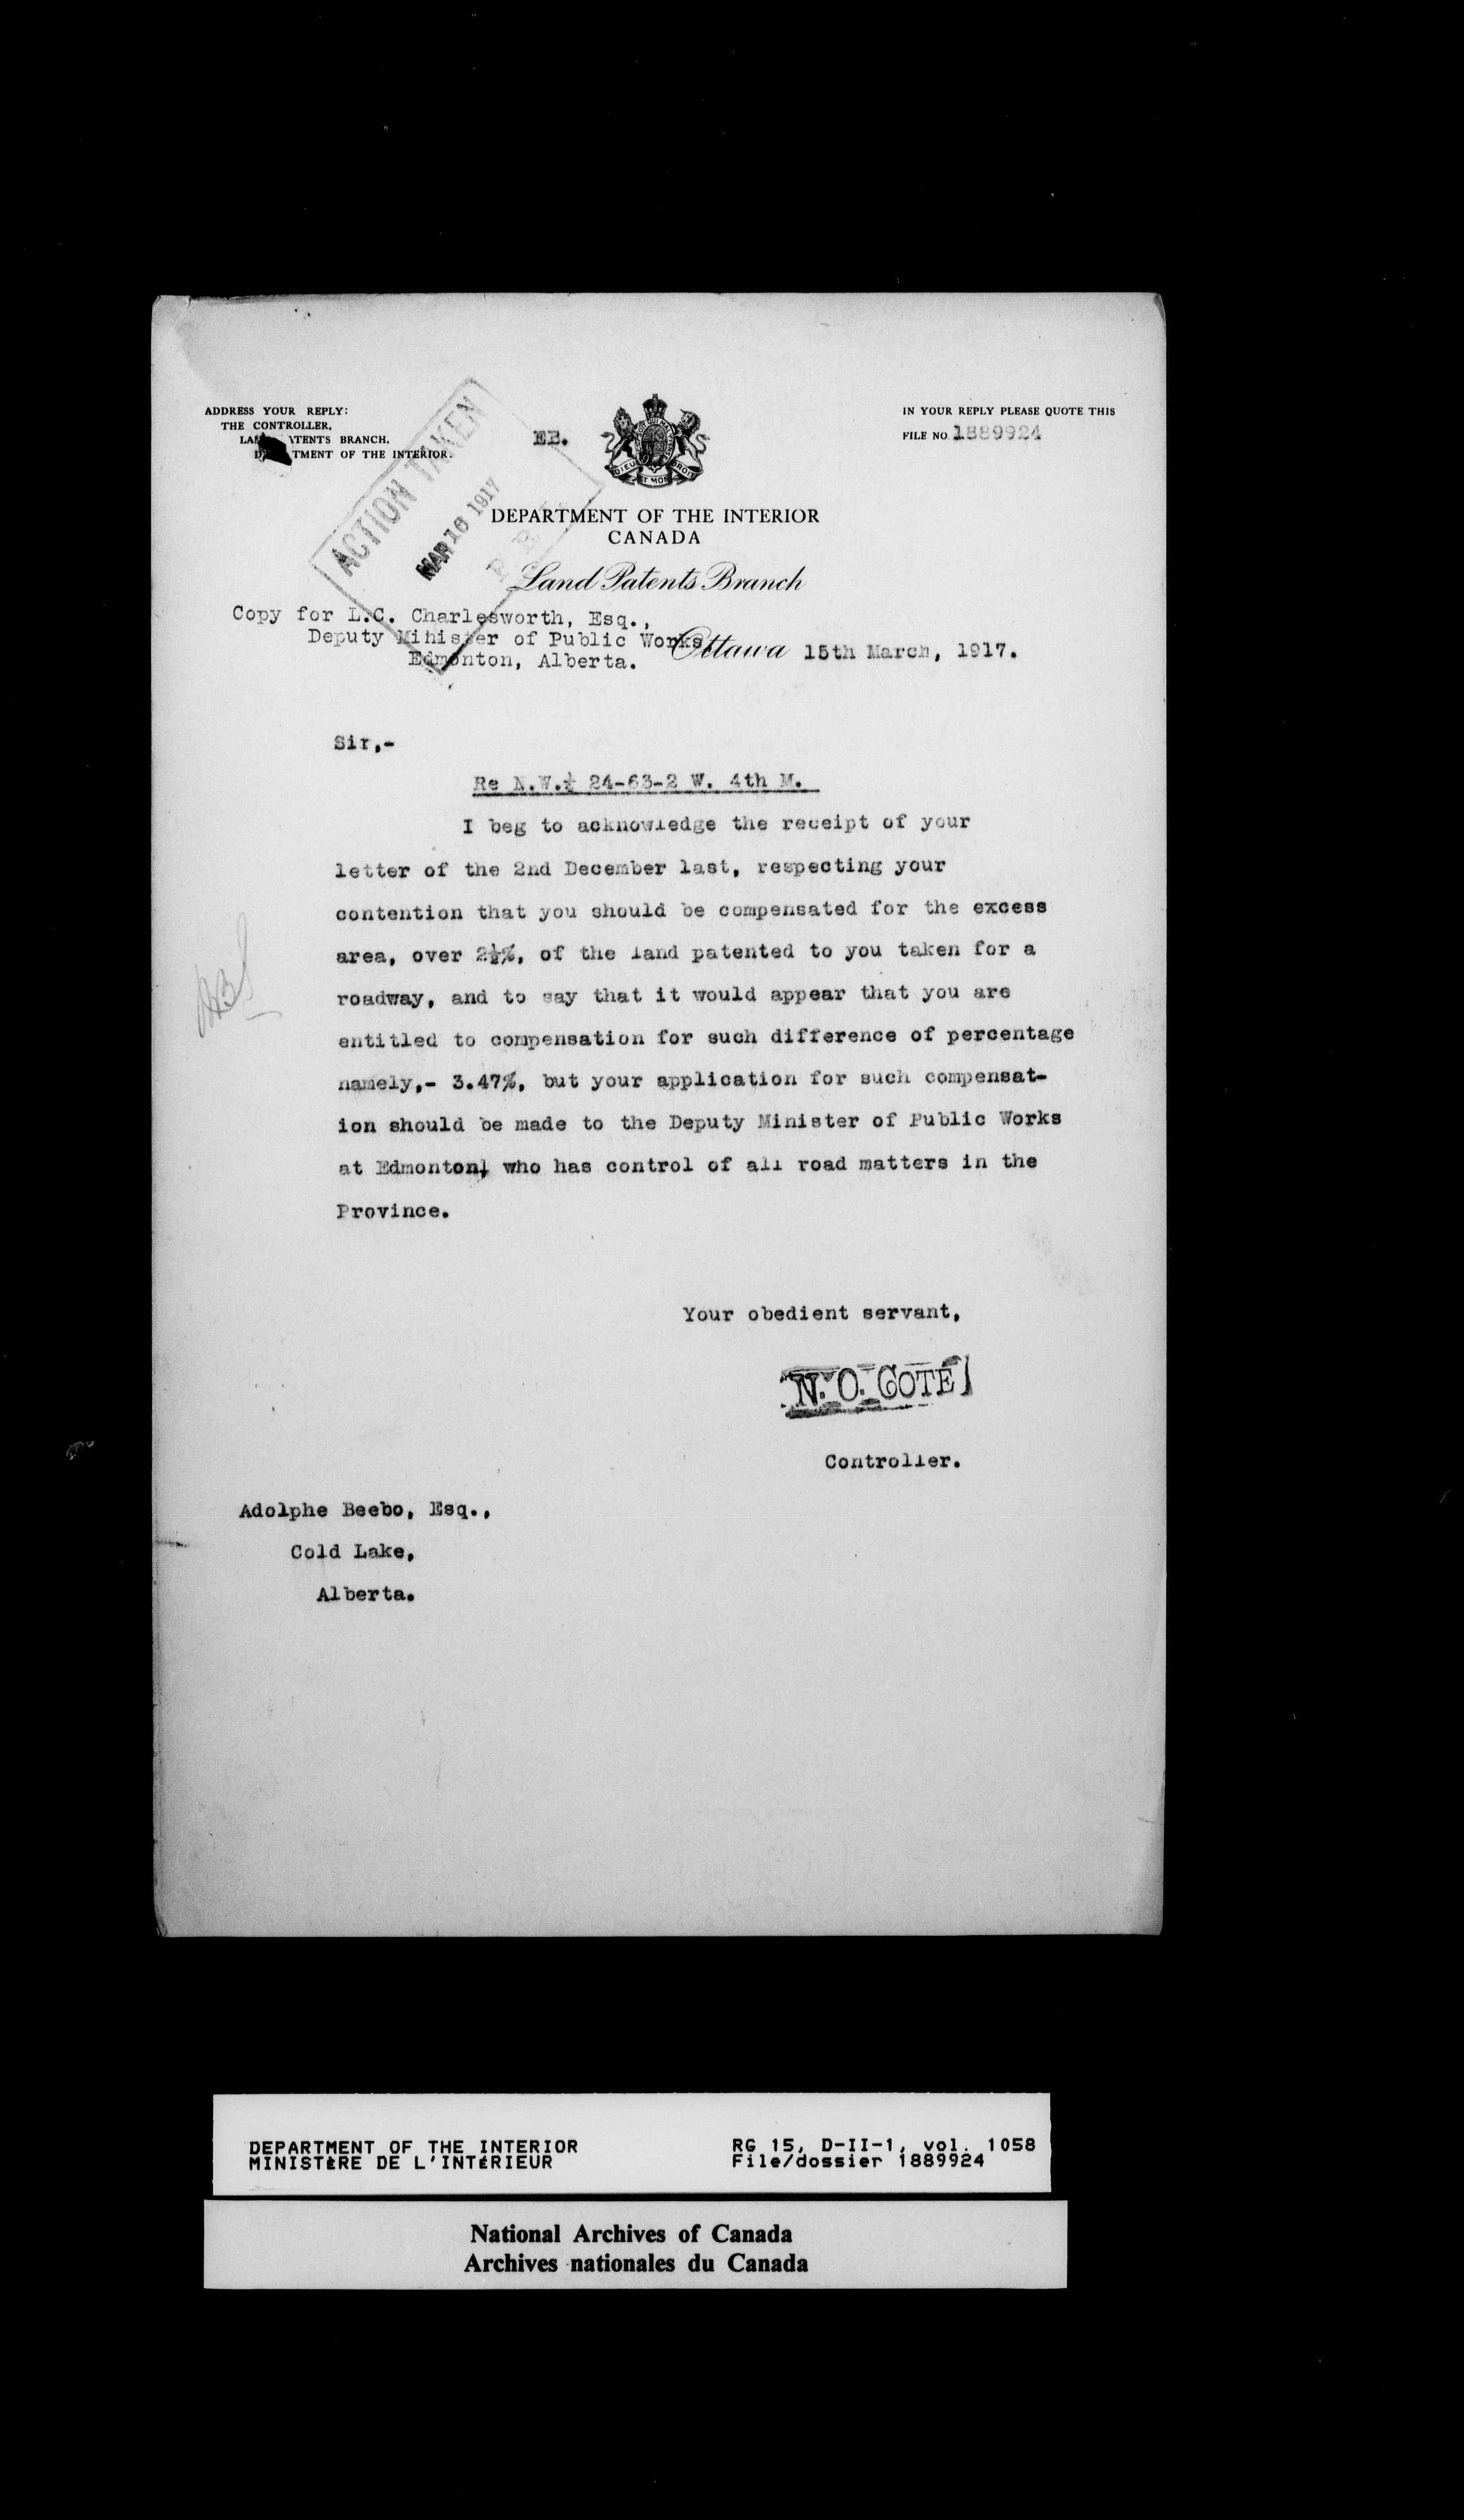 ADDRESS YOUR REPLY:
THE CONTROLLER,
LA TENTS BRANCH,
D TMENT OF THE INTERIOR.
EB.
IN YOUR REPLY PLEASE QUOTE THIS
FILE NO. 1889924
ACTION TAKEN
MAR 16 1917
DIEU ET MON DROIT
DEPARTMENT OF THE INTERIOR
CANADA
Land Patents Branch
Copy for L.C. Charlesworth, Esq.,
Deputy Minister of Public Works
Edmonton, Alberta.
Ottawa 15th March, 1917.
Sir,-
Re N.W.¼ 24-63-2 W. 4th M.
I beg to acknowledge the receipt of your
letter of the 2nd December last, respecting your
contention that you should be compensated for the excess
area, over 2½%, of the land patented to you taken for a
roadway, and to say that it would appear that you are
entitled to compensation for such difference of percentage
namely,- 3.47%, but your application for such compensat-
ion should be made to the Deputy Minister of Public Works
at Edmonton, who has control of all road matters in the
Province.
Your obedient servant,
N. O. COTÉ
Controller.
Adolphe Beebo, Esq.,
Cold Lake,
Alberta.
DEPARTMENT OF THE INTERIOR
MINISTÈRE DE L'INTÉRIEUR
RG 15, D-II-1, vol. 1058
File/dossier 1889924
National Archives of Canada
Archives nationales du Canada